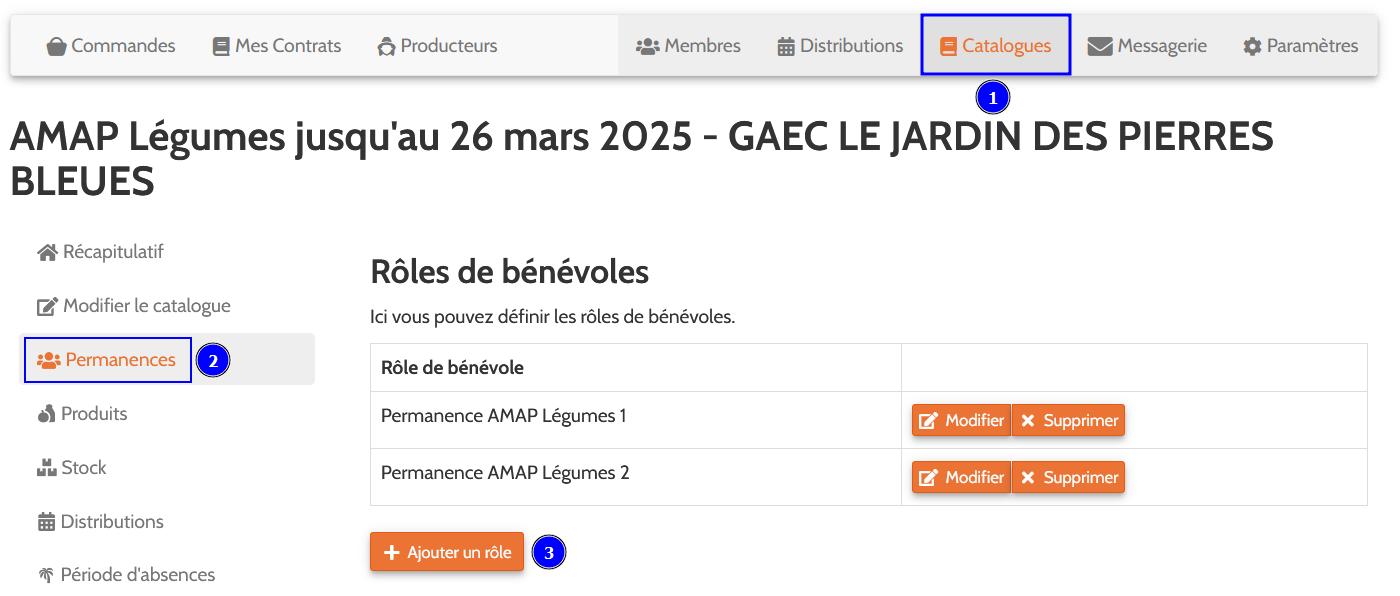 Commandes Mes Contrats Producteurs Membres Distributions Catalogues Messagerie Paramètres
1
AMAP Légumes jusqu'au 26 mars 2025 - GAEC LE JARDIN DES PIERRES
BLEUES
Récapitulatif
Modifier le catalogue
Permanences 2
Produits
Stock
Distributions
Période d'absences
Rôles de bénévoles
Ici vous pouvez définir les rôles de bénévoles.
Rôle de bénévole
Permanence AMAP Légumes 1 Modifier Supprimer
Permanence AMAP Légumes 2 Modifier Supprimer
Ajouter un rôle 3